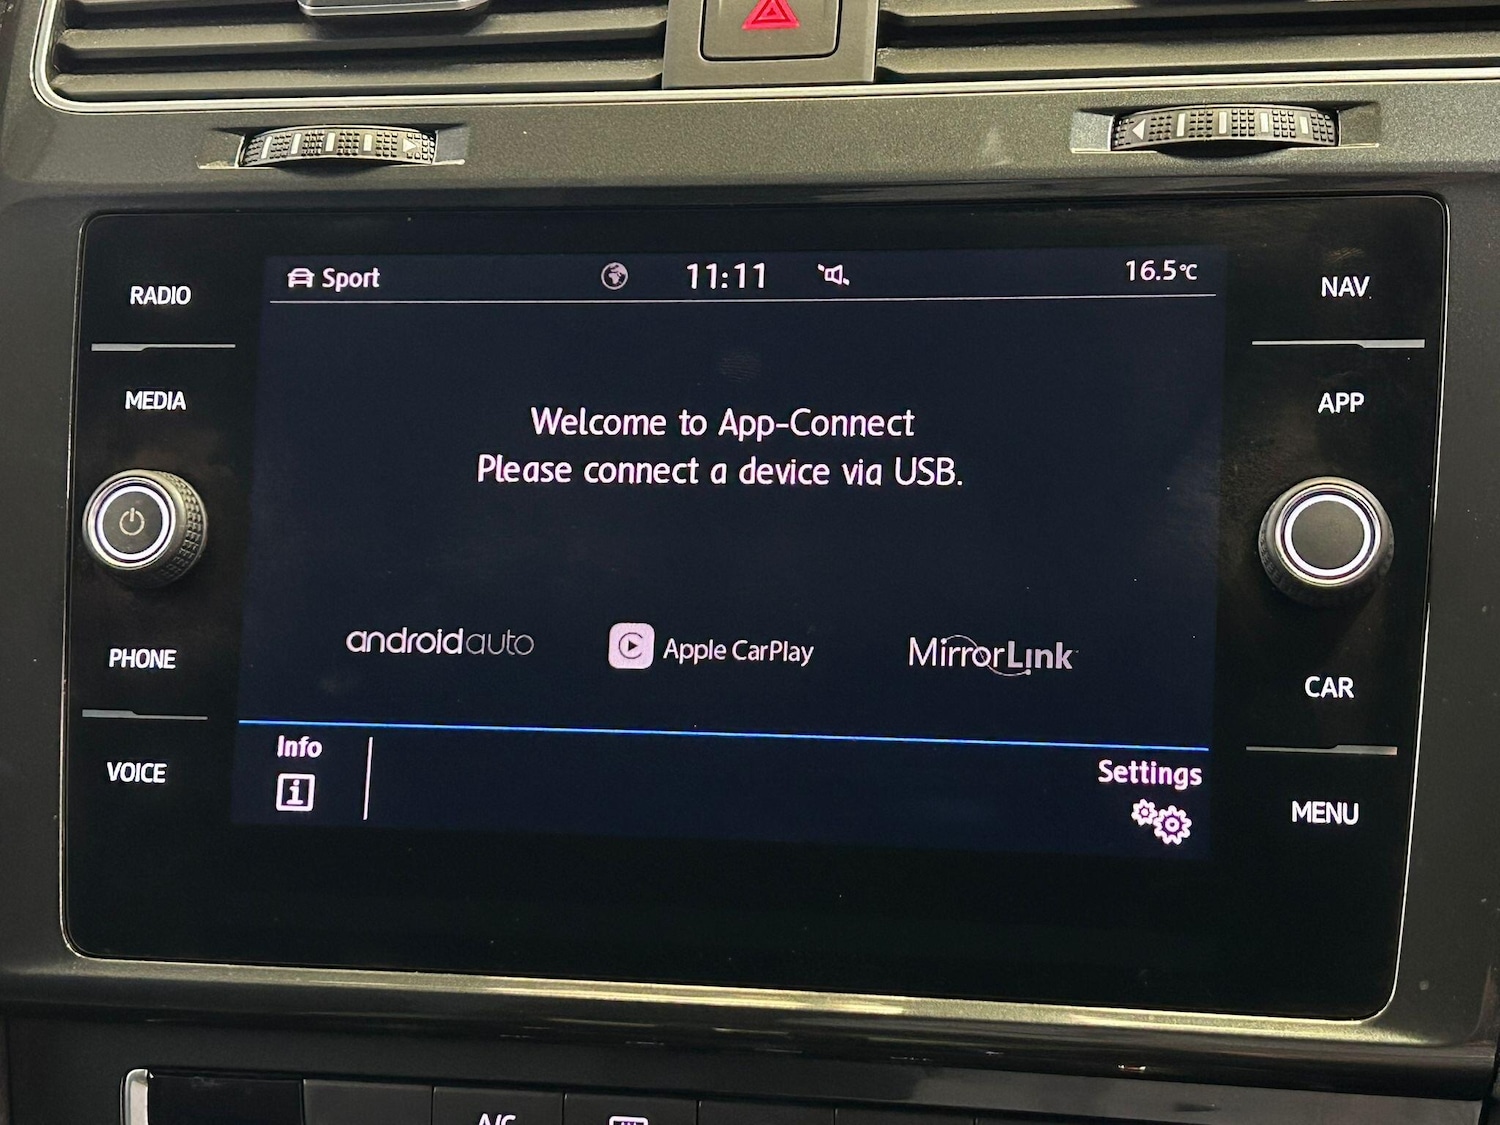 Sport 11:11 16.5°C
RADIO
NAV
MEDIA
APP
Welcome to App-Connect
Please connect a device via USB.
androidauto
Apple CarPlay
MirrorLink
PHONE
CAR
Info
i
Settings
VOICE
MENU
A/C